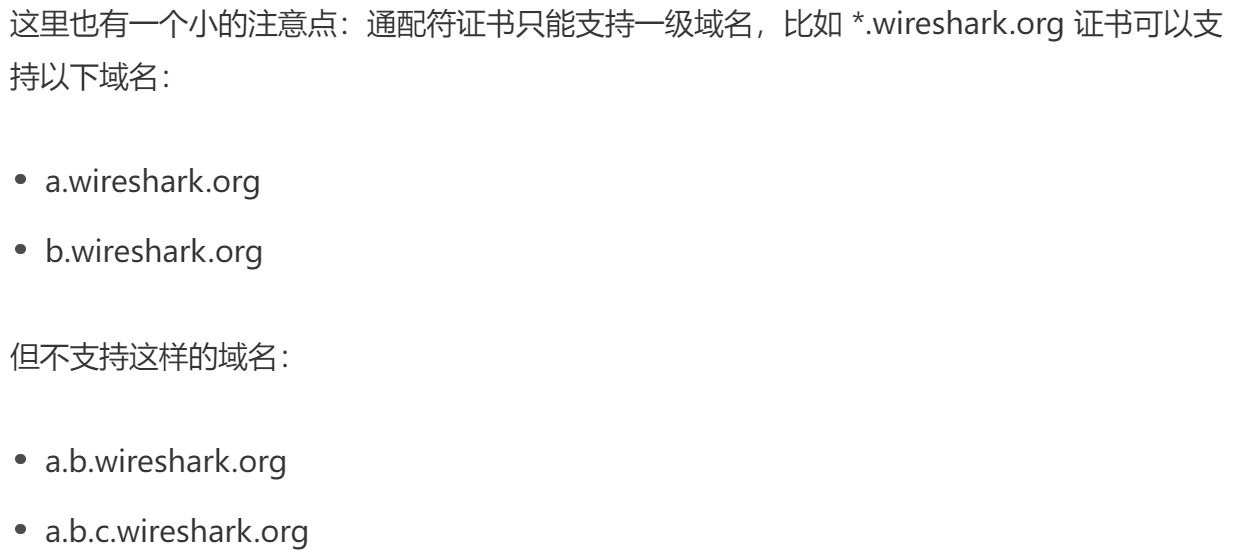 这里也有一个小的注意点：通配符证书只能支持一级域名，比如 *.wireshark.org 证书可以支
持以下域名：
• a.wireshark.org
• b.wireshark.org
但不支持这样的域名：
• a.b.wireshark.org
• a.b.c.wireshark.org